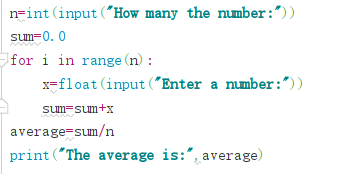 n=int(input("How many the number:"))
sum=0.0
for i in range(n):
    x=float(input("Enter a number:"))
    sum=sum+x
average=sum/n
print("The average is:",average)